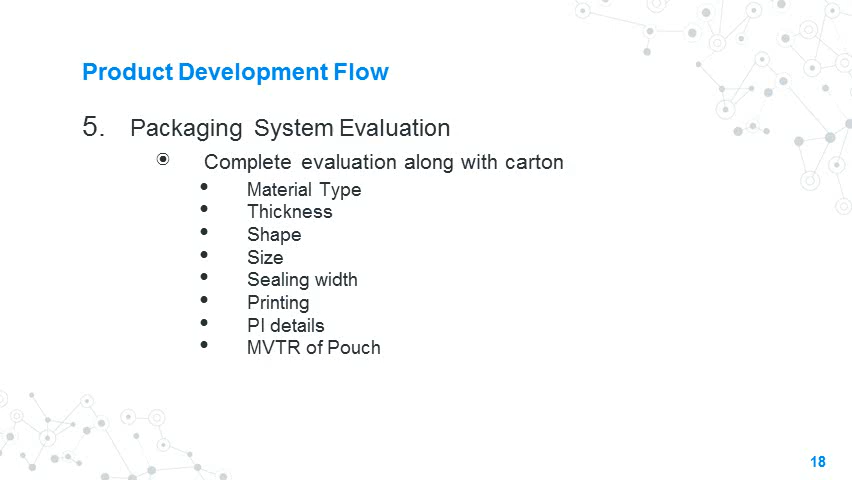 Product Development Flow
5. Packaging System Evaluation
Complete evaluation along with carton
• Material Type
• Thickness
• Shape
• Size
• Sealing width
• Printing
• PI details
• MVTR of Pouch
18